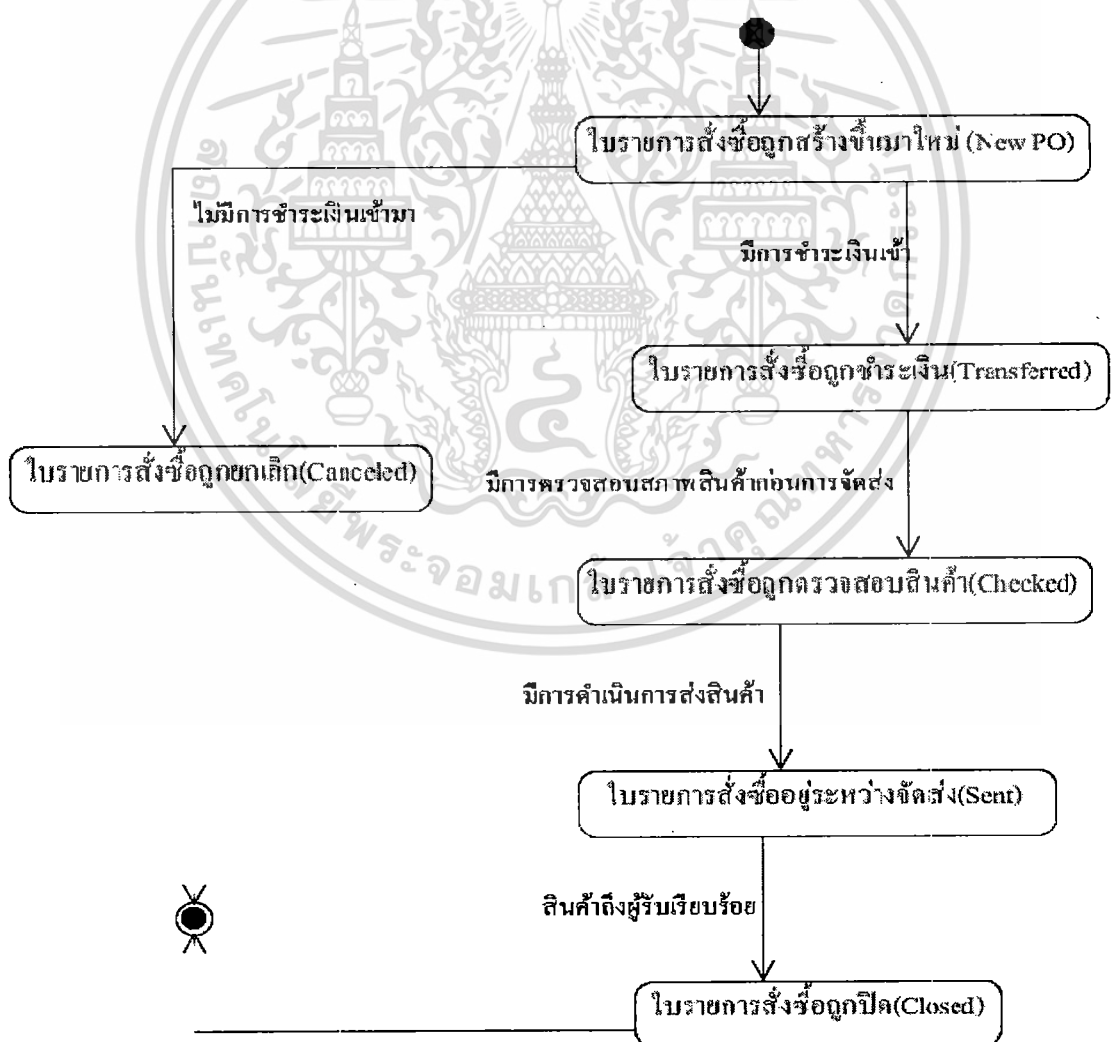 ใบรายการสั่งซื้อถูกสร้างขึ้นมาใหม่ (New PO)
ไม่มีการชำระเงินเข้ามา
มีการชำระเงินเข้า
ใบรายการสั่งซื้อถูกชำระเงิน(Transferred)
ใบรายการสั่งซื้อถูกยกเลิก(Canceled)
มีการตรวจสอบสภาพสินค้าก่อนการจัดส่ง
ใบรายการสั่งซื้อถูกตรวจสอบสินค้า(Checked)
มีการดำเนินการส่งสินค้า
ใบรายการสั่งซื้ออยู่ระหว่างจัดส่ง(Sent)
สินค้าถึงผู้รับเรียบร้อย
ใบรายการสั่งซื้อถูกปิด(Closed)